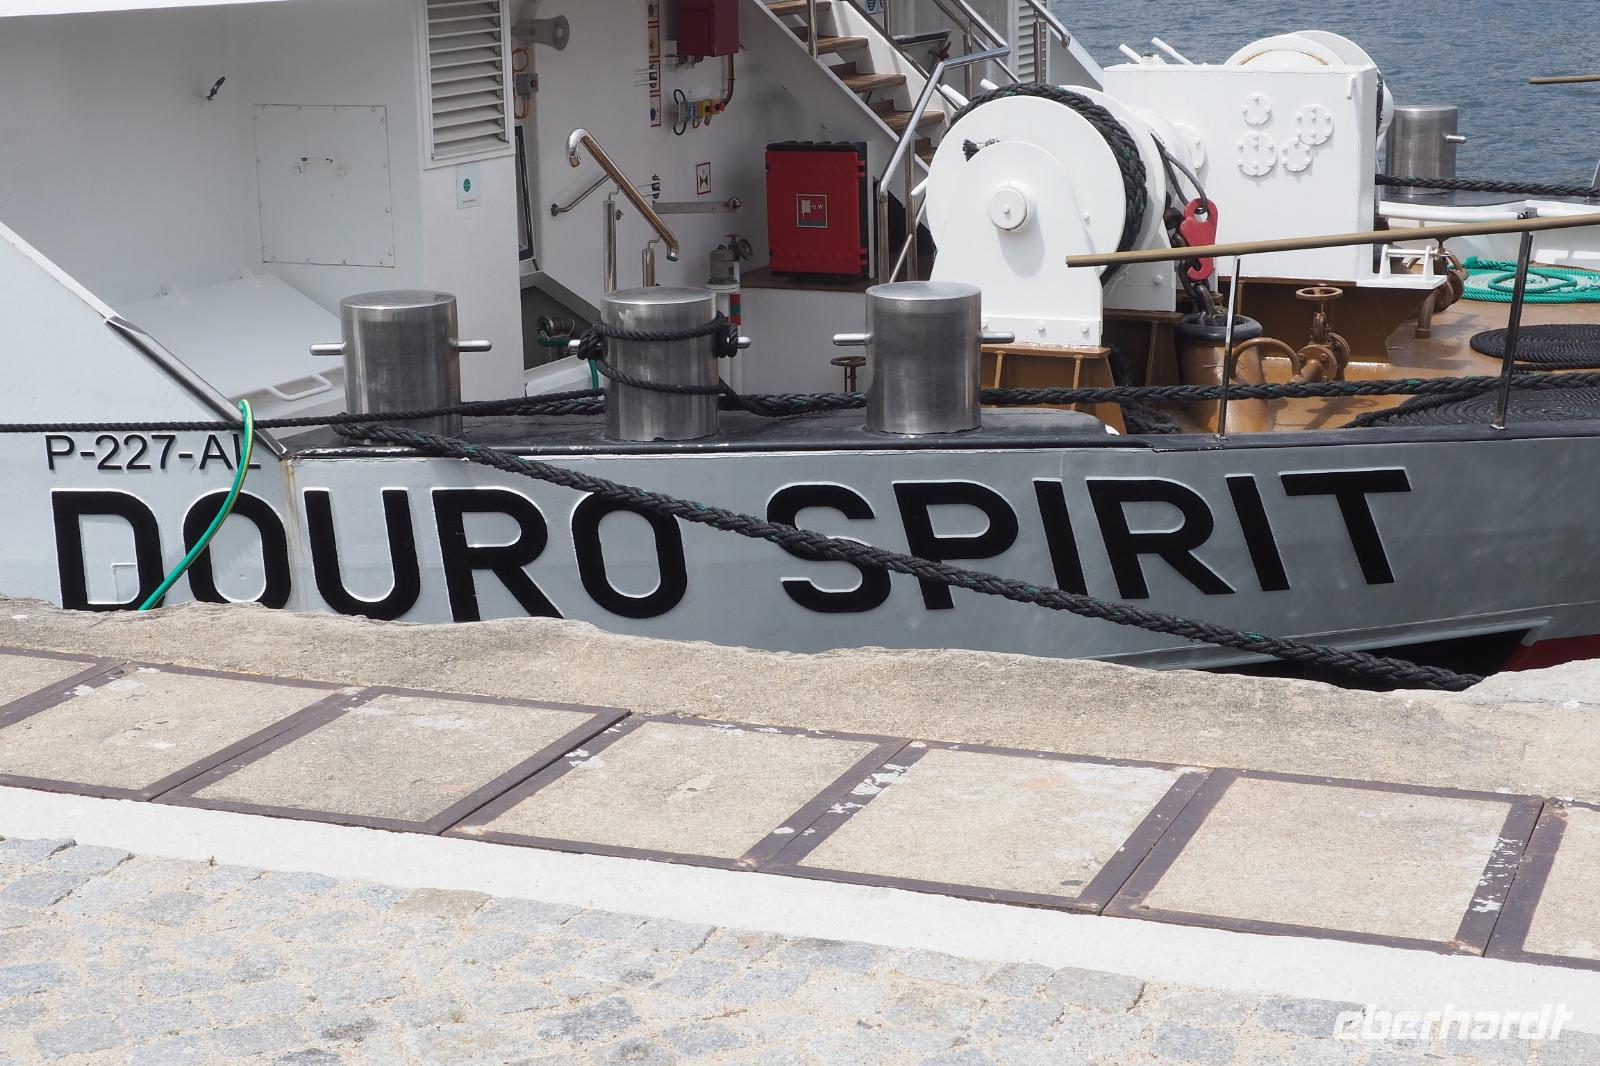 P-227-AL
DOURO SPIRIT
eberhardt